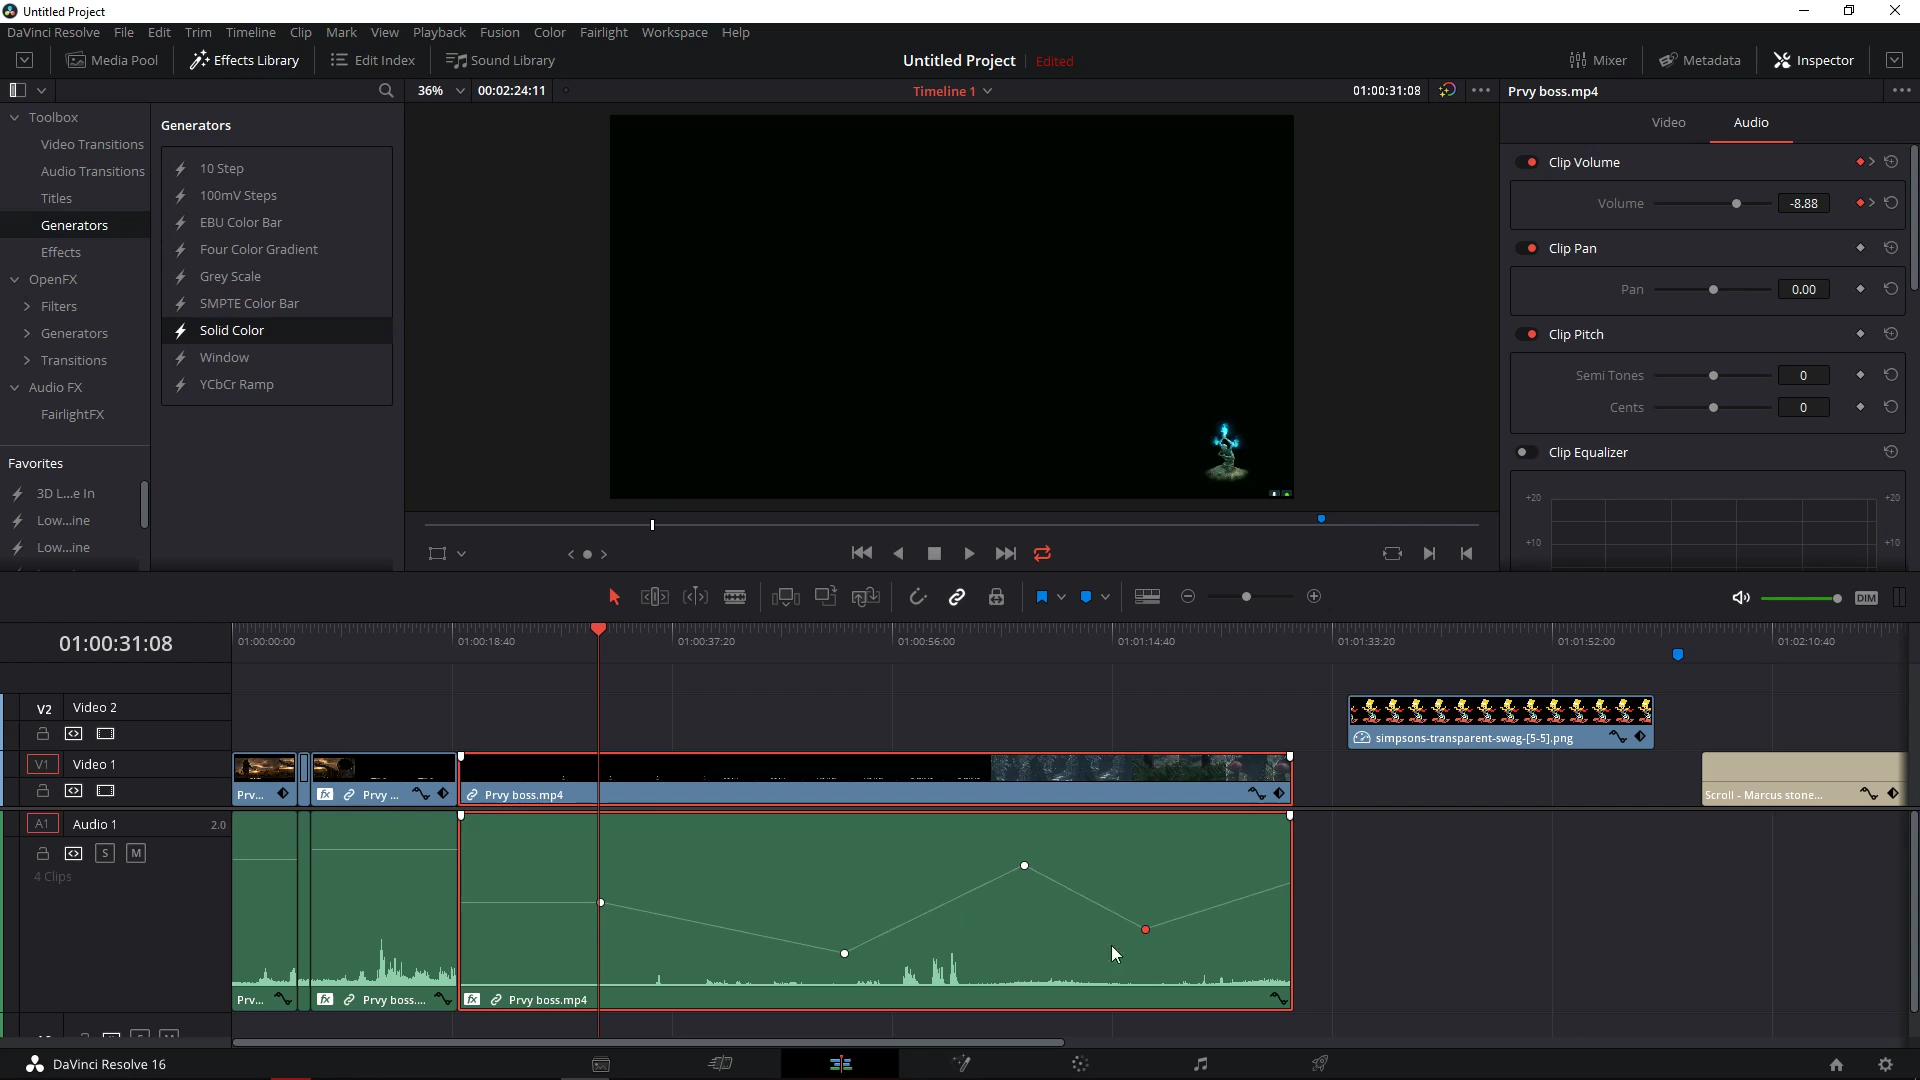 Untitled Project
DaVinci Resolve File Edit Trim Timeline Clip Mark View Playback Fusion Color Fairlight Workspace Help
Media Pool Effects Library Edit Index Sound Library Untitled Project Edited Mixer Metadata Inspector
36% 00:02:24:11 Timeline 1 01:00:31:08 Prvy boss.mp4
Toolbox
Video Transitions
Audio Transitions
Titles
Generators
Effects
OpenFX
Filters
Generators
Transitions
Audio FX
FairlightFX
Favorites
3D L...e In
Low...ine
Low...ine
Generators
10 Step
100mV Steps
EBU Color Bar
Four Color Gradient
Grey Scale
SMPTE Color Bar
Solid Color
Window
YCbCr Ramp
Video Audio
Clip Volume
Volume -8.88
Clip Pan
Pan 0.00
Clip Pitch
Semi Tones 0
Cents 0
Clip Equalizer
+20 +20
+10 +10
DIM
01:00:31:08
01:00:00:00 01:00:18:40 01:00:37:20 01:00:56:00 01:01:14:40 01:01:33:20 01:01:52:00 01:02:10:40
V2 Video 2
simpsons-transparent-swag-[5-5].png
V1 Video 1
Prv... Prvy ... Prvy boss.mp4 Scroll - Marcus stone...
A1 Audio 1 2.0
S M
4 Clips
Prv... fx Prvy boss.... fx Prvy boss.mp4
DaVinci Resolve 16